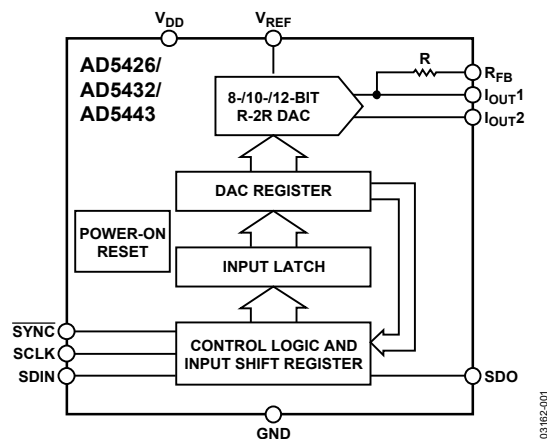 VDD
VREF
AD5426/
AD5432/
AD5443
8-/10-/12-BIT
R-2R DAC
R
RFB
IOUT1
IOUT2
DAC REGISTER
POWER-ON
RESET
INPUT LATCH
SYNC
SCLK
SDIN
CONTROL LOGIC AND
INPUT SHIFT REGISTER
SDO
GND
03162-001